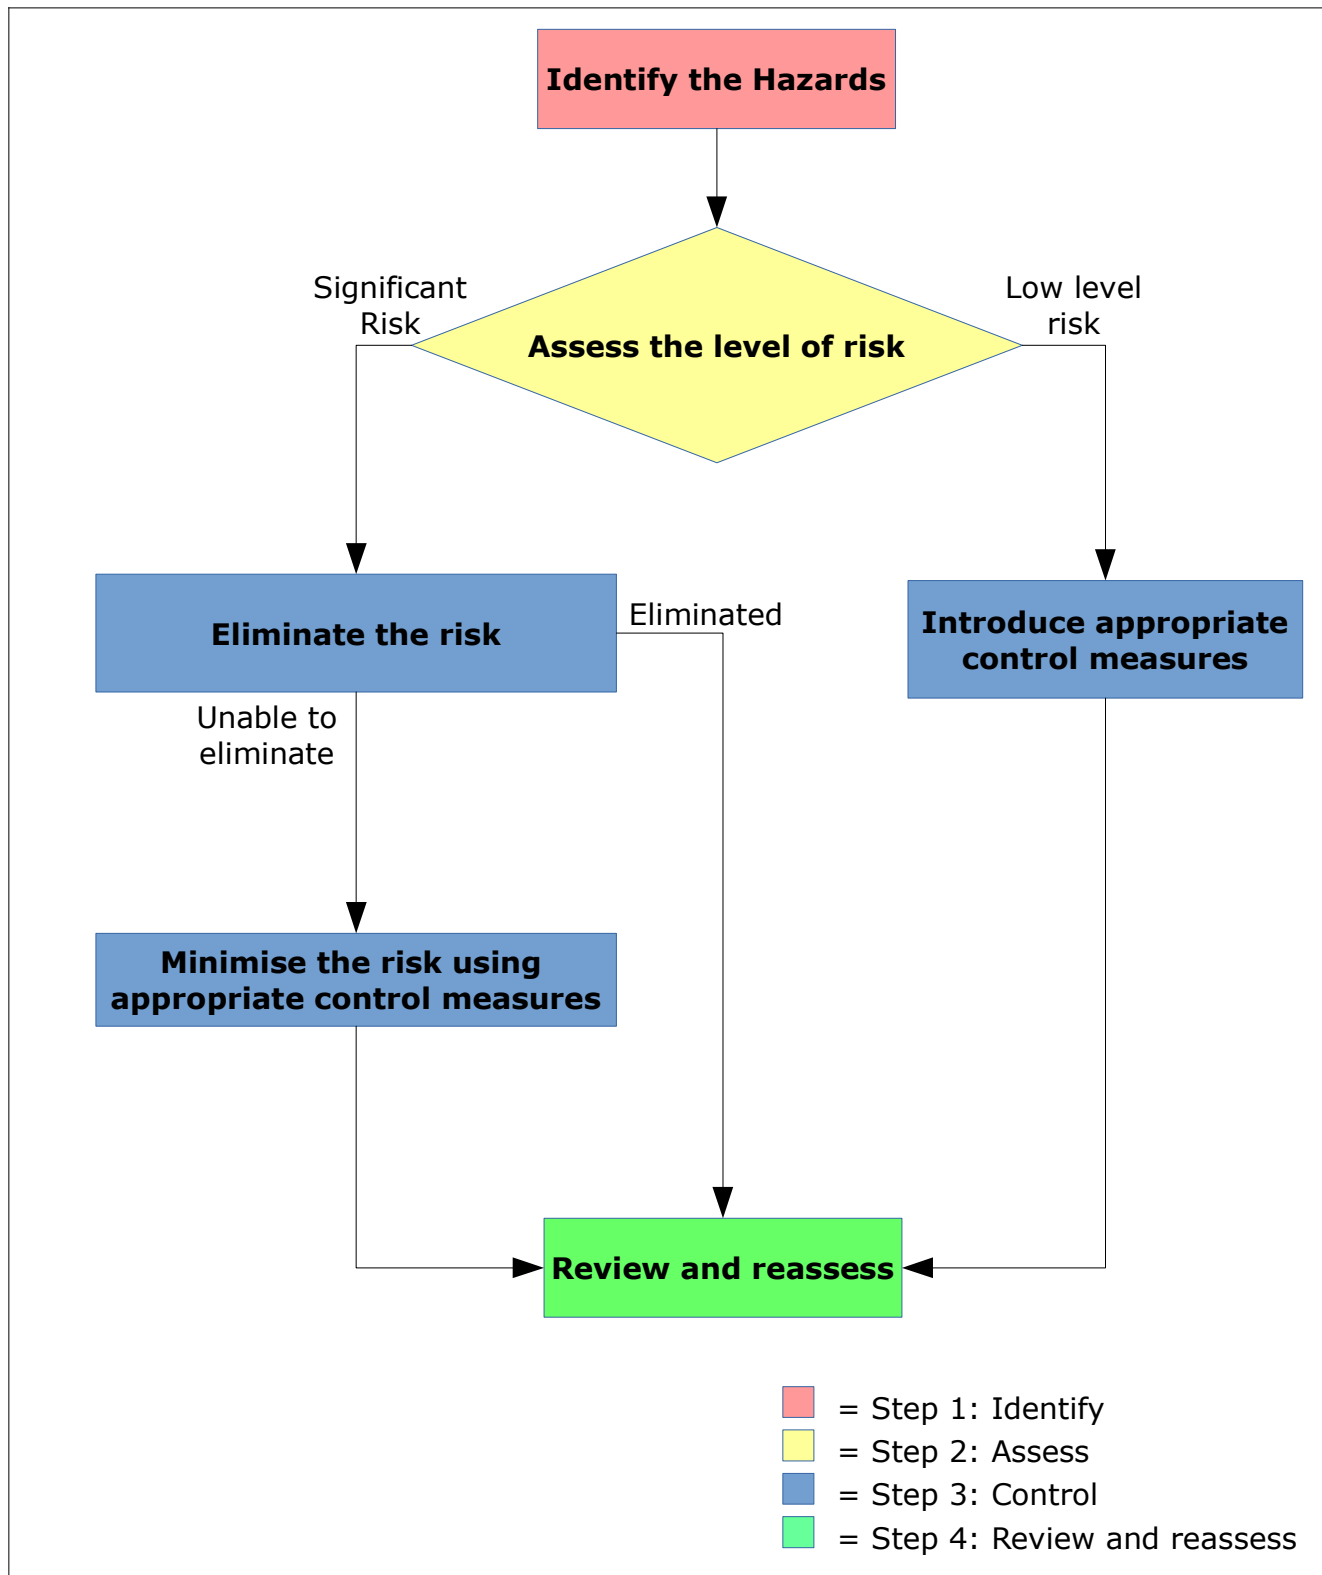 Identify the Hazards
Significant
Risk
Low level
risk
Assess the level of risk
Eliminate the risk
Eliminated
Introduce appropriate
control measures
Unable to
eliminate
Minimise the risk using
appropriate control measures
Review and reassess
= Step 1: Identify
= Step 2: Assess
= Step 3: Control
= Step 4: Review and reassess